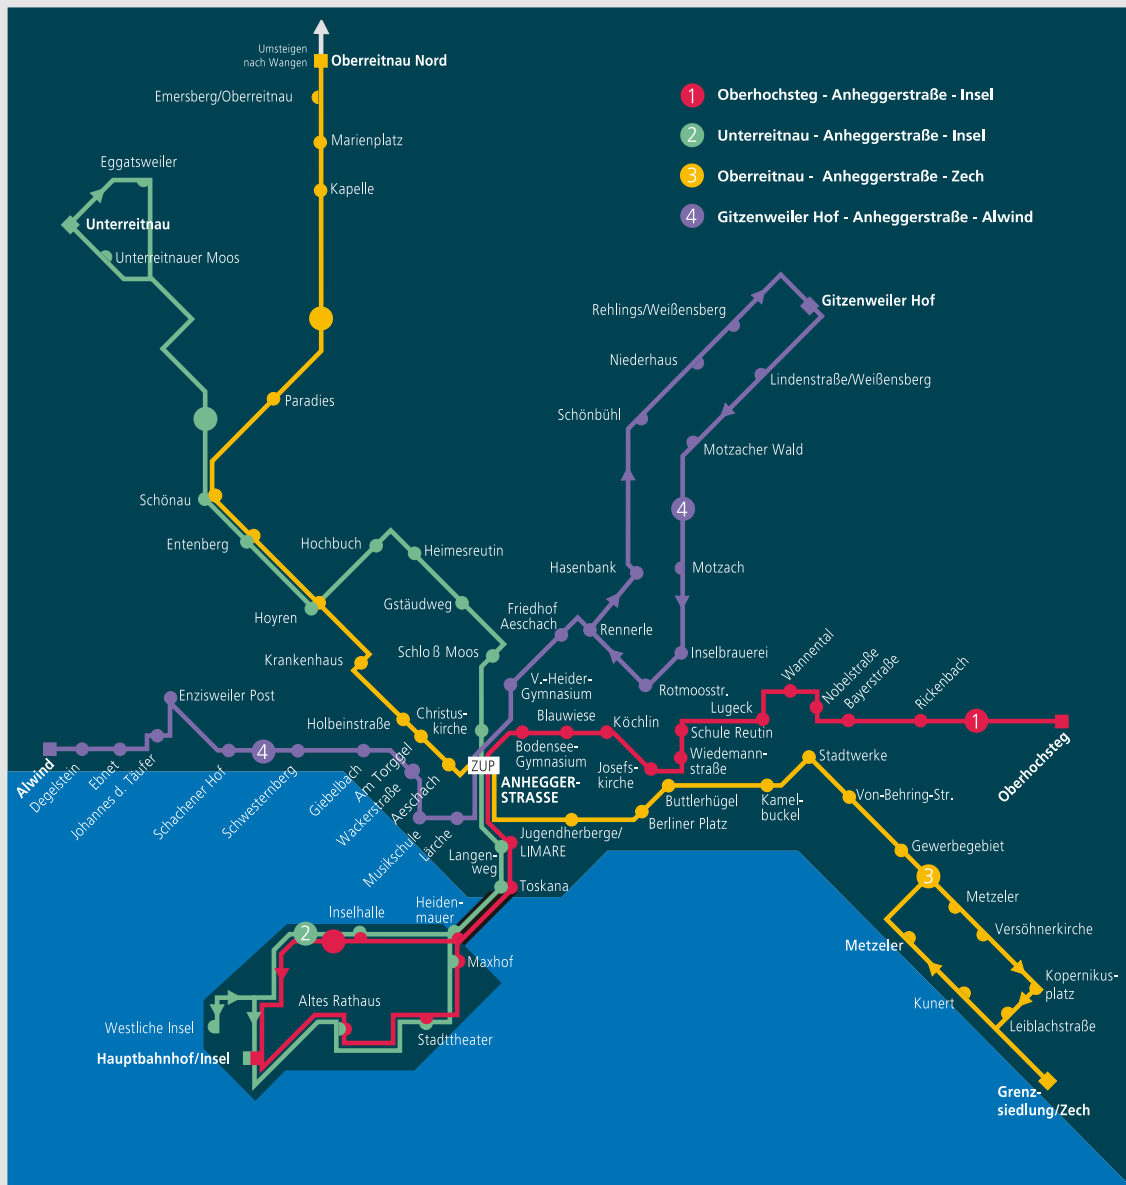 Umsteigen
nach Wangen
Oberreitnau Nord
Emersberg/Oberreitnau
Marienplatz
Kapelle
1 Oberhochsteg - Anheggerstraße - Insel
2 Unterreitnau - Anheggerstraße - Insel
3 Oberreitnau - Anheggerstraße - Zech
4 Gitzenweiler Hof - Anheggerstraße - Alwind
Eggatsweiler
Unterreitnau
Unterreitnauer Moos
Gitzenweiler Hof
Rehlings/Weißensberg
Niederhaus
Lindenstraße/Weißensberg
Schönbühl
Motzacher Wald
Paradies
4
Schönau
Entenberg
Hochbuch
Heimesreutin
Hasenbank
Motzach
Gstäudweg
Hoyren
Friedhof
Aeschach
Rennerle
Krankenhaus
Schloß Moos
Inselbrauerei
V.-Heider-
Gymnasium
Rotmoosstr.
Enzisweiler Post
Holbeinstraße
Christus-
kirche
Blauwiese
Köchlin
Lugeck
Wannental
Nobelstraße
Bayerstraße
Rickenbach
1
Oberhochsteg
Schule Reutin
Bodensee-
Gymnasium
Josefs-
kirche
Wiedemann-
straße
Stadtwerke
ZUP
ANHEGGER-
STRASSE
Alwind
Degelstein
Ebnet
Johannes d. Täufer
Schachener Hof
4
Schwesternberg
Giebelbach
Am Torggel
Wackerstraße
Aeschach
Musikschule
Lärche
Buttlerhügel
Kamel-
buckel
Von-Behring-Str.
Berliner Platz
Jugendherberge/
LIMARE
Langen-
weg
Gewerbegebiet
3
Toskana
Metzeler
Heiden-
mauer
Inselhalle
2
Versöhnerkirche
Metzeler
Maxhof
Kopernikus-
platz
Kunert
Altes Rathaus
Leiblachstraße
Westliche Insel
Stadttheater
Hauptbahnhof/Insel
Grenz-
siedlung/Zech